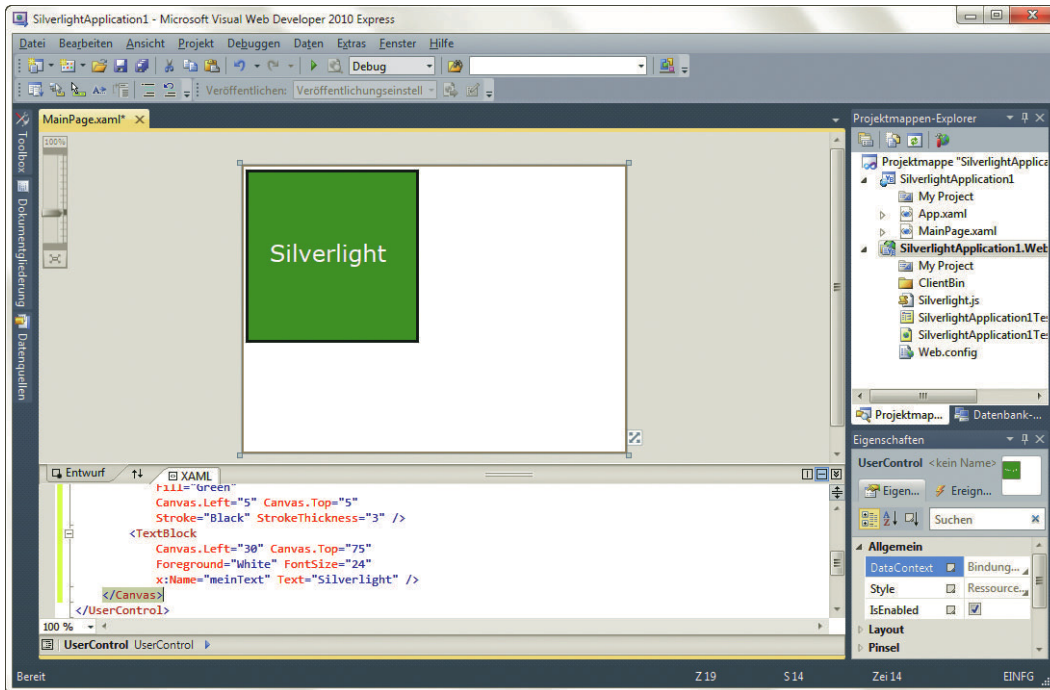 SilverlightApplication1 - Microsoft Visual Web Developer 2010 Express
Datei Bearbeiten Ansicht Projekt Debuggen Daten Extras Fenster Hilfe
Debug
Veröffentlichen: Veröffentlichungseinstell
Toolbox
Dokumentgliederung
Datenquellen
MainPage.xaml*
100%
Silverlight
Entwurf
XAML
Fill="Green"
Canvas.Left="5" Canvas.Top="5"
Stroke="Black" StrokeThickness="3" />
<TextBlock
Canvas.Left="30" Canvas.Top="75"
Foreground="White" FontSize="24"
x:Name="meinText" Text="Silverlight" />
</Canvas>
</UserControl>
100 %
UserControl UserControl
Projektmappen-Explorer
Projektmappe "SilverlightApplica
SilverlightApplication1
My Project
App.xaml
MainPage.xaml
SilverlightApplication1.Web
My Project
ClientBin
Silverlight.js
SilverlightApplication1Te
SilverlightApplication1Te
Web.config
Projektmap... Datenbank-...
Eigenschaften
UserControl <kein Name>
Eigen... Ereign...
Suchen
Allgemein
DataContext Bindung...
Style Ressource...
IsEnabled
Layout
Pinsel
Bereit Z 19 S 14 Zei 14 EINFG